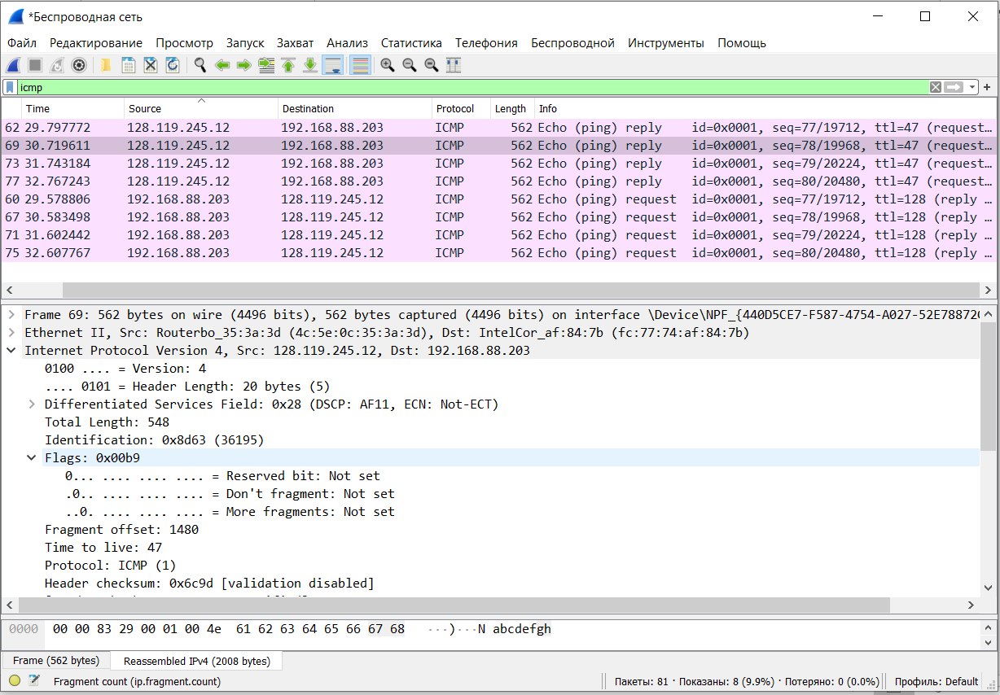 *Беспроводная сеть
Файл Редактирование Просмотр Запуск Захват Анализ Статистика Телефония Беспроводной Инструменты Помощь
icmp
Time Source Destination Protocol Length Info
62 29.797772 128.119.245.12 192.168.88.203 ICMP 562 Echo (ping) reply id=0x0001, seq=77/19712, ttl=47 (request…
69 30.719611 128.119.245.12 192.168.88.203 ICMP 562 Echo (ping) reply id=0x0001, seq=78/19968, ttl=47 (request…
73 31.743184 128.119.245.12 192.168.88.203 ICMP 562 Echo (ping) reply id=0x0001, seq=79/20224, ttl=47 (request…
77 32.767243 128.119.245.12 192.168.88.203 ICMP 562 Echo (ping) reply id=0x0001, seq=80/20480, ttl=47 (request…
60 29.578806 192.168.88.203 128.119.245.12 ICMP 562 Echo (ping) request id=0x0001, seq=77/19712, ttl=128 (reply …
67 30.583498 192.168.88.203 128.119.245.12 ICMP 562 Echo (ping) request id=0x0001, seq=78/19968, ttl=128 (reply …
71 31.602442 192.168.88.203 128.119.245.12 ICMP 562 Echo (ping) request id=0x0001, seq=79/20224, ttl=128 (reply …
75 32.607767 192.168.88.203 128.119.245.12 ICMP 562 Echo (ping) request id=0x0001, seq=80/20480, ttl=128 (reply …
Frame 69: 562 bytes on wire (4496 bits), 562 bytes captured (4496 bits) on interface \Device\NPF_{440D5CE7-F587-4754-A027-52E78872
Ethernet II, Src: Routerbo_35:3a:3d (4c:5e:0c:35:3a:3d), Dst: IntelCor_af:84:7b (fc:77:74:af:84:7b)
Internet Protocol Version 4, Src: 128.119.245.12, Dst: 192.168.88.203
0100 .... = Version: 4
.... 0101 = Header Length: 20 bytes (5)
Differentiated Services Field: 0x28 (DSCP: AF11, ECN: Not-ECT)
Total Length: 548
Identification: 0x8d63 (36195)
Flags: 0x00b9
0... .... .... .... = Reserved bit: Not set
.0.. .... .... .... = Don't fragment: Not set
..0. .... .... .... = More fragments: Not set
Fragment offset: 1480
Time to live: 47
Protocol: ICMP (1)
Header checksum: 0x6c9d [validation disabled]
0000 00 00 83 29 00 01 00 4e 61 62 63 64 65 66 67 68 ···)···N abcdefgh
Frame (562 bytes) Reassembled IPv4 (2008 bytes)
Fragment count (ip.fragment.count) Пакеты: 81 · Показаны: 8 (9.9%) · Потеряно: 0 (0.0%) Профиль: Default